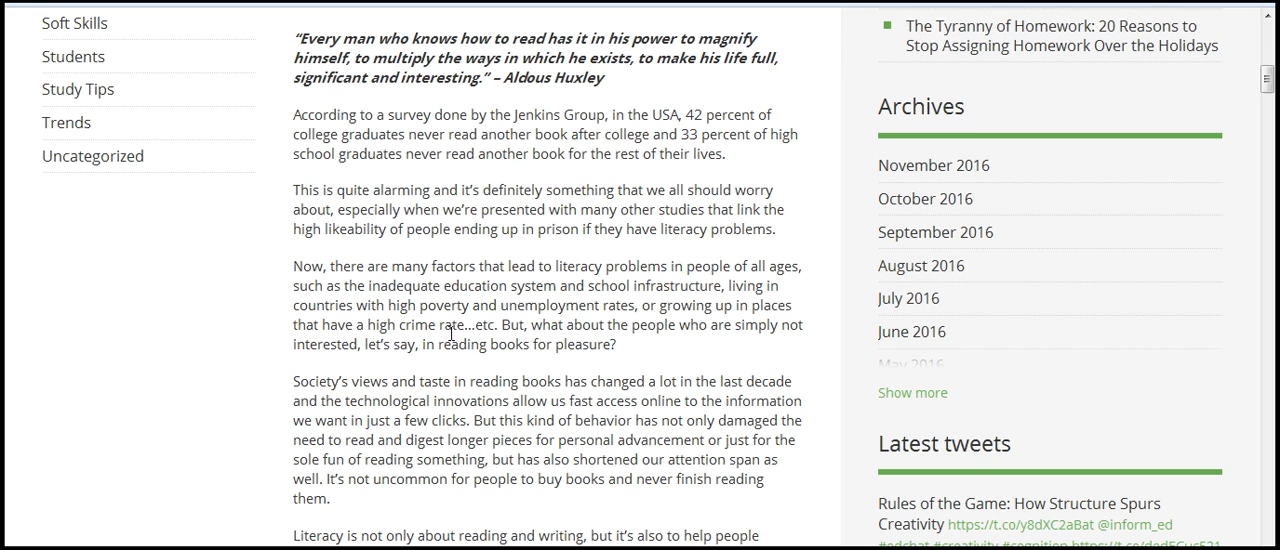 Soft Skills
Students
Study Tips
Trends
Uncategorized
“Every man who knows how to read has it in his power to magnify
himself, to multiply the ways in which he exists, to make his life full,
significant and interesting.” – Aldous Huxley
According to a survey done by the Jenkins Group, in the USA, 42 percent of
college graduates never read another book after college and 33 percent of high
school graduates never read another book for the rest of their lives.
This is quite alarming and it’s definitely something that we all should worry
about, especially when we’re presented with many other studies that link the
high likeability of people ending up in prison if they have literacy problems.
Now, there are many factors that lead to literacy problems in people of all ages,
such as the inadequate education system and school infrastructure, living in
countries with high poverty and unemployment rates, or growing up in places
that have a high crime rate…etc. But, what about the people who are simply not
interested, let’s say, in reading books for pleasure?
Society’s views and taste in reading books has changed a lot in the last decade
and the technological innovations allow us fast access online to the information
we want in just a few clicks. But this kind of behavior has not only damaged the
need to read and digest longer pieces for personal advancement or just for the
sole fun of reading something, but has also shortened our attention span as
well. It’s not uncommon for people to buy books and never finish reading
them.
Literacy is not only about reading and writing, but it’s also to help people
The Tyranny of Homework: 20 Reasons to
Stop Assigning Homework Over the Holidays
Archives
November 2016
October 2016
September 2016
August 2016
July 2016
June 2016
May 2016
Show more
Latest tweets
Rules of the Game: How Structure Spurs
Creativity https://t.co/y8dXC2aBat @inform_ed
#edchat #creativity #cognition